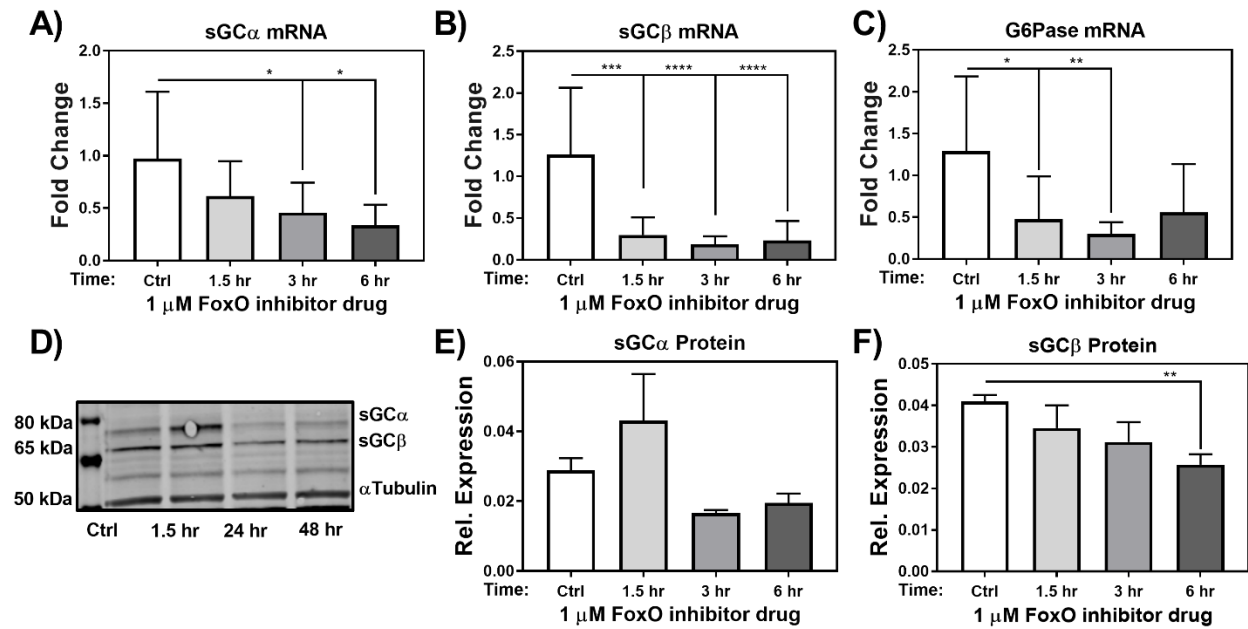 A)
sGCα mRNA
Fold Change
2.0
1.5
1.0
0.5
0.0
* *
Time: Ctrl 1.5 hr 3 hr 6 hr
1 μM FoxO inhibitor drug
B)
sGCβ mRNA
Fold Change
2.5
2.0
1.5
1.0
0.5
0.0
*** **** ****
Time: Ctrl 1.5 hr 3 hr 6 hr
1 μM FoxO inhibitor drug
C)
G6Pase mRNA
Fold Change
2.5
2.0
1.5
1.0
0.5
0.0
* **
Time: Ctrl 1.5 hr 3 hr 6 hr
1 μM FoxO inhibitor drug
D)
80 kDa
65 kDa
50 kDa
sGCα
sGCβ
αTubulin
Ctrl 1.5 hr 24 hr 48 hr
E)
sGCα Protein
Rel. Expression
0.06
0.04
0.02
0.00
Time: Ctrl 1.5 hr 3 hr 6 hr
1 μM FoxO inhibitor drug
F)
sGCβ Protein
Rel. Expression
0.05
0.04
0.03
0.02
0.01
0.00
**
Time: Ctrl 1.5 hr 3 hr 6 hr
1 μM FoxO inhibitor drug